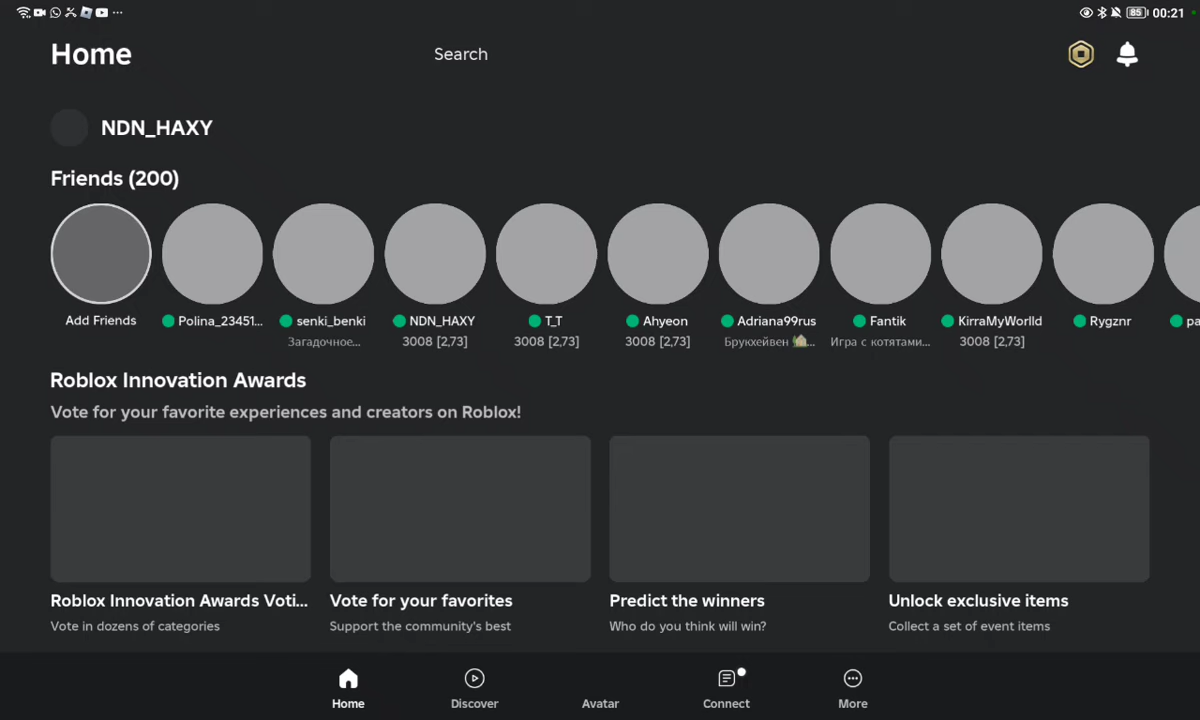 85 00:21
Home
Search
NDN_HAXY
Friends (200)
Add Friends
Polina_23451...
senki_benki
Загадочное...
NDN_HAXY
3008 [2,73]
T_T
3008 [2,73]
Ahyeon
3008 [2,73]
Adriana99rus
Брукхейвен 🏡...
Fantik
Игра с котятами...
KirraMyWorlld
3008 [2,73]
Rygznr
pa
Roblox Innovation Awards
Vote for your favorite experiences and creators on Roblox!
Roblox Innovation Awards Voti...
Vote in dozens of categories
Vote for your favorites
Support the community's best
Predict the winners
Who do you think will win?
Unlock exclusive items
Collect a set of event items
Home
Discover
Avatar
Connect
More